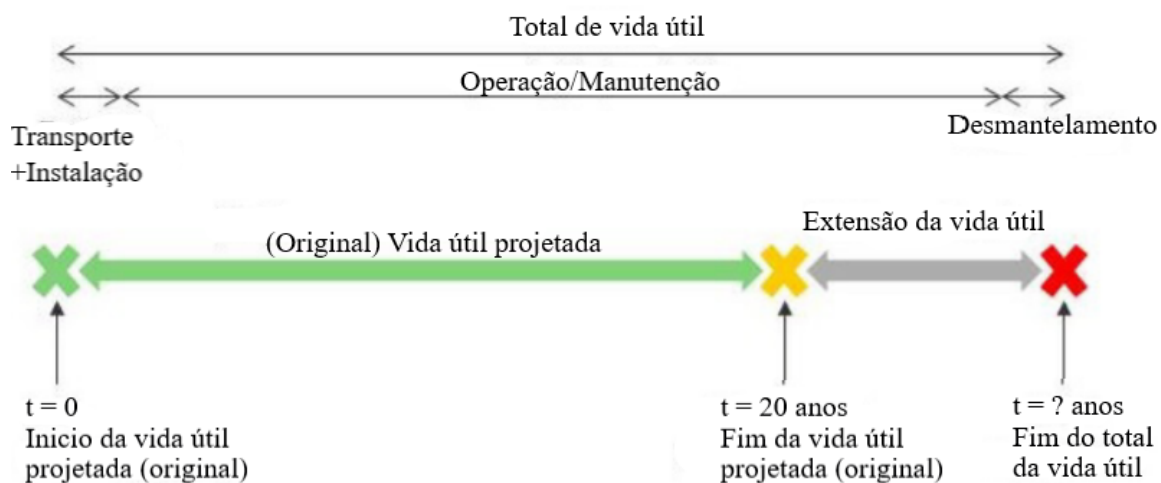 Total de vida útil
Operação/Manutenção
Transporte
+Instalação
Desmantelamento
(Original) Vida útil projetada
Extensão da vida útil
t = 0
Inicio da vida útil
projetada (original)
t = 20 anos
Fim da vida útil
projetada (original)
t = ? anos
Fim do total
da vida útil